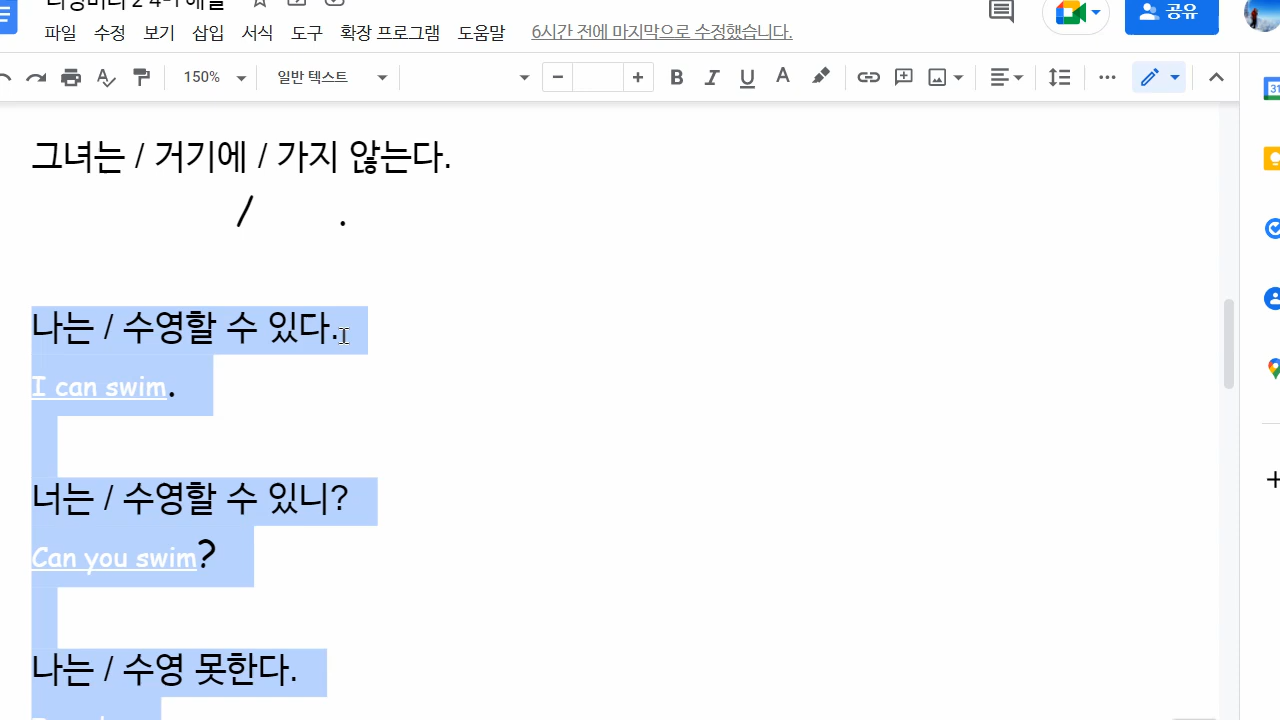 파일 수정 보기 삽입 서식 도구 확장 프로그램 도움말 6시간 전에 마지막으로 수정했습니다. 공유
150% 일반 텍스트 − + B I U A 31
그녀는 / 거기에 / 가지 않는다.
/ .
나는 / 수영할 수 있다.
I can swim.
너는 / 수영할 수 있니?
Can you swim?
나는 / 수영 못한다.